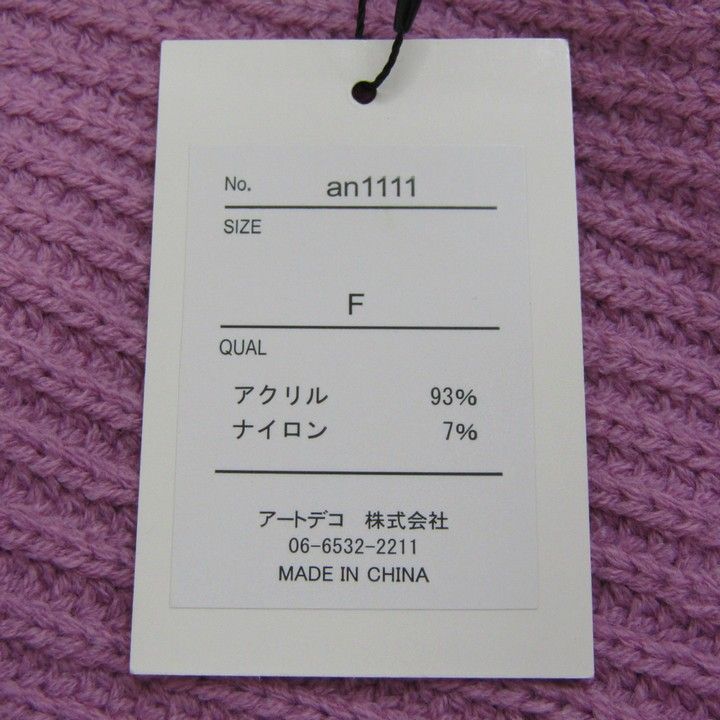 No. an1111
SIZE
F
QUAL
アクリル 93%
ナイロン 7%
アートデコ 株式会社
06-6532-2211
MADE IN CHINA